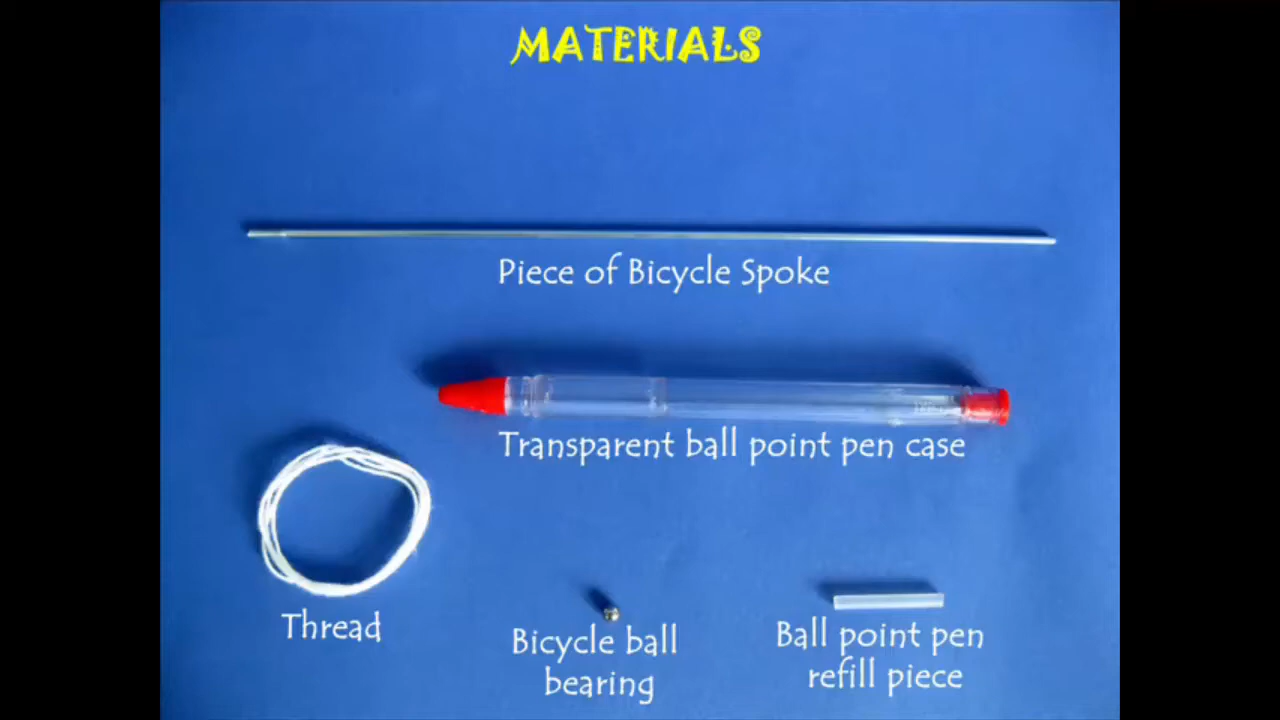 MATERIALS
Piece of Bicycle Spoke
Transparent ball point pen case
Thread
Bicycle ball
bearing
Ball point pen
refill piece